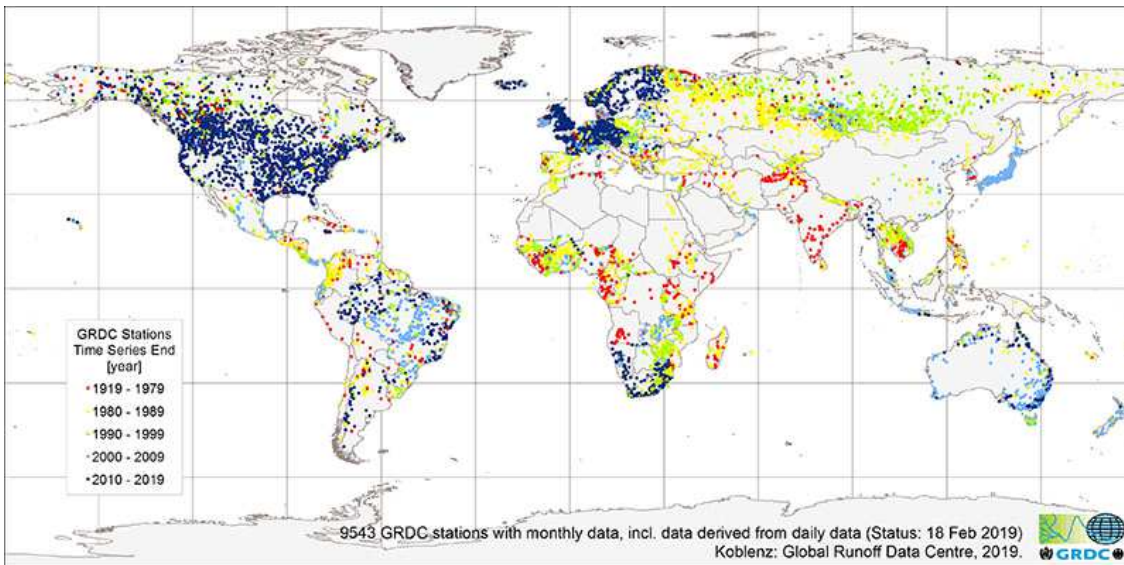 GRDC Stations
Time Series End
[year]
1919 - 1979
1980 - 1989
1990 - 1999
2000 - 2009
2010 - 2019
9543 GRDC stations with monthly data, incl. data derived from daily data (Status: 18 Feb 2019)
Koblenz: Global Runoff Data Centre, 2019.
GRDC